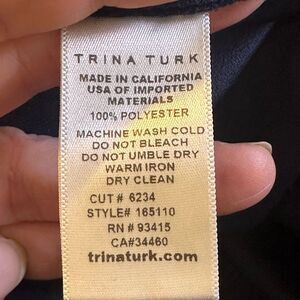 TRINA TURK
MADE IN CALIFORNIA
USA OF IMPORTED
MATERIALS
100% POLYESTER
MACHINE WASH COLD
DO NOT BLEACH
DO NOT UMBLE DRY
WARM IRON
DRY CLEAN
CUT # 6234
STYLE# 165110
RN # 93415
CA#34460
trinaturk.com